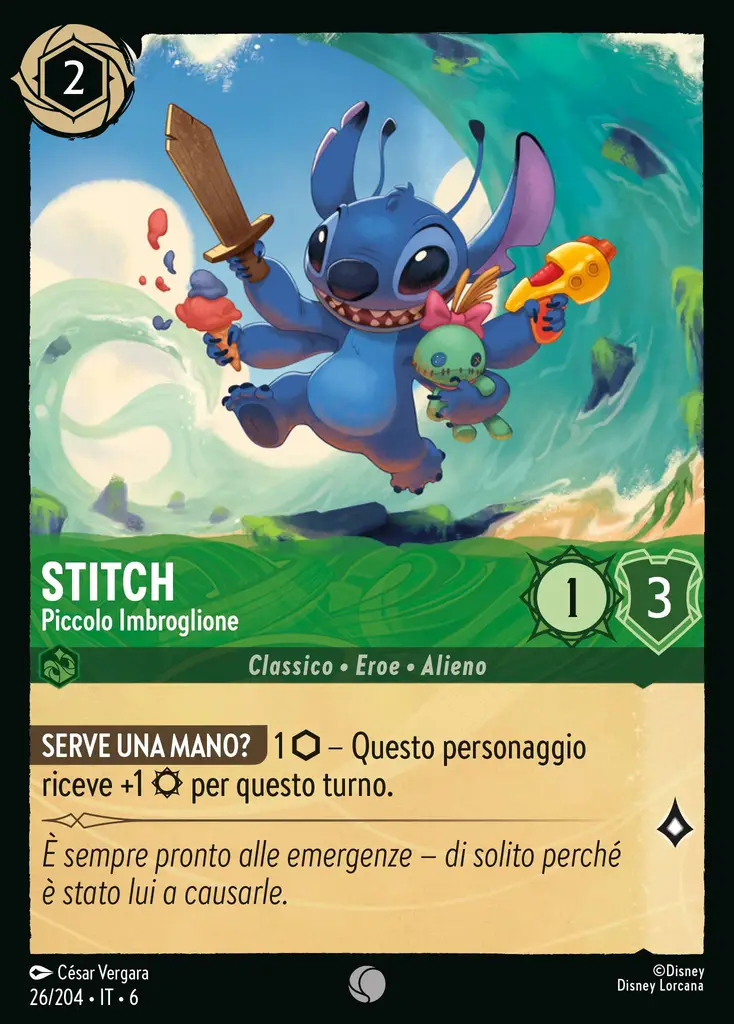 2
STITCH
Piccolo Imbroglione
1
3
Classico • Eroe • Alieno
SERVE UNA MANO? 1 ⬡ – Questo personaggio
riceve +1 ¤ per questo turno.
È sempre pronto alle emergenze – di solito perché
è stato lui a causarle.
César Vergara
©Disney
26/204 • IT • 6
Disney Lorcana